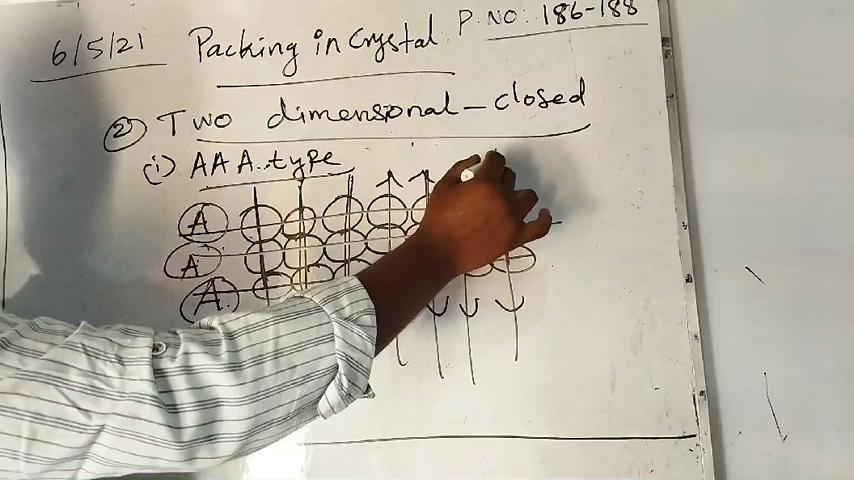 6/5/21 Packing in Crystal P. NO: 186-188
② Two dimensional - closed
(i) AAA..type
A
A
A